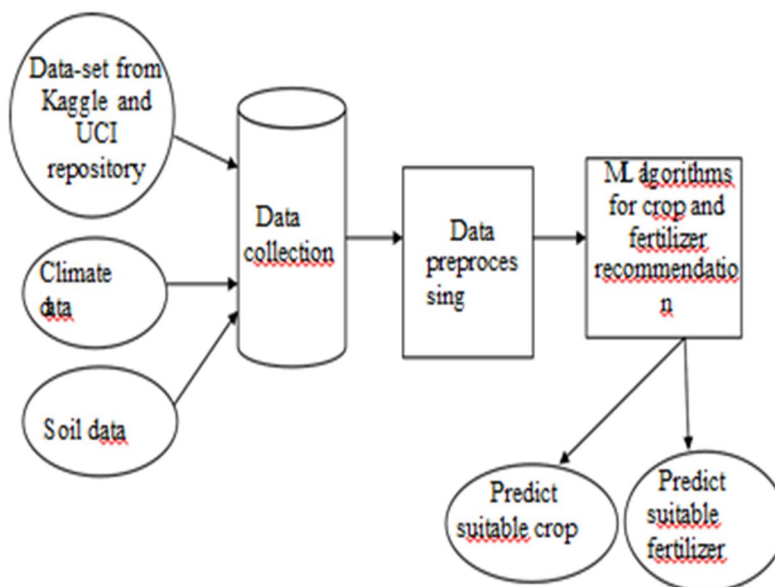 Data-set from
Kaggle and
UCI
repository
Climate
data
Soil data
Data
collection
Data
preproces
sing
ML algorithms
for crop and
fertilizer
recommendatio
n
Predict
suitable crop
Predict
suitable
fertilizer